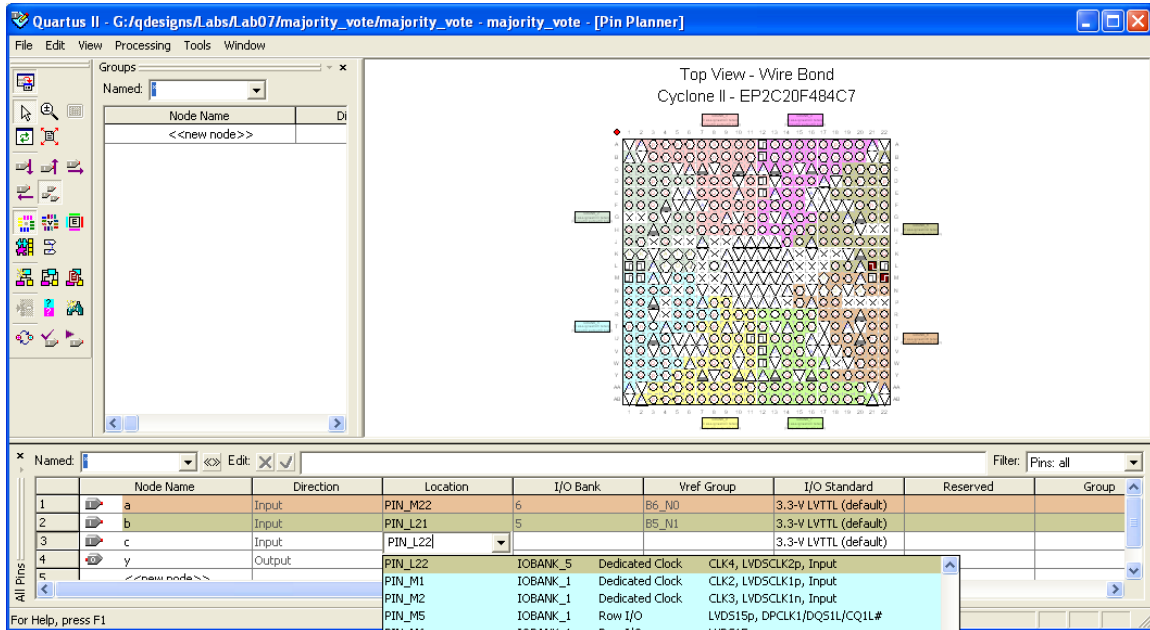 Quartus II - G:/qdesigns/Labs/Lab07/majority_vote/majority_vote - majority_vote - [Pin Planner]
File Edit View Processing Tools Window
Groups
Named: *
Node Name Di
<<new node>>
Top View - Wire Bond
Cyclone II - EP2C20F484C7
Named: * Edit: Filter: Pins: all
Node Name Direction Location I/O Bank Vref Group I/O Standard Reserved Group
1 a Input PIN_M22 6 B6_N0 3.3-V LVTTL (default)
2 b Input PIN_L21 5 B5_N1 3.3-V LVTTL (default)
3 c Input PIN_L22 3.3-V LVTTL (default)
4 y Output
5 <<new node>>
PIN_L22 IOBANK_5 Dedicated Clock CLK4, LVDSCLK2p, Input
PIN_M1 IOBANK_1 Dedicated Clock CLK2, LVDSCLK1p, Input
PIN_M2 IOBANK_1 Dedicated Clock CLK3, LVDSCLK1n, Input
PIN_M5 IOBANK_1 Row I/O LVDS15p, DPCLK1/DQS1L/CQ1L#
All Pins
For Help, press F1